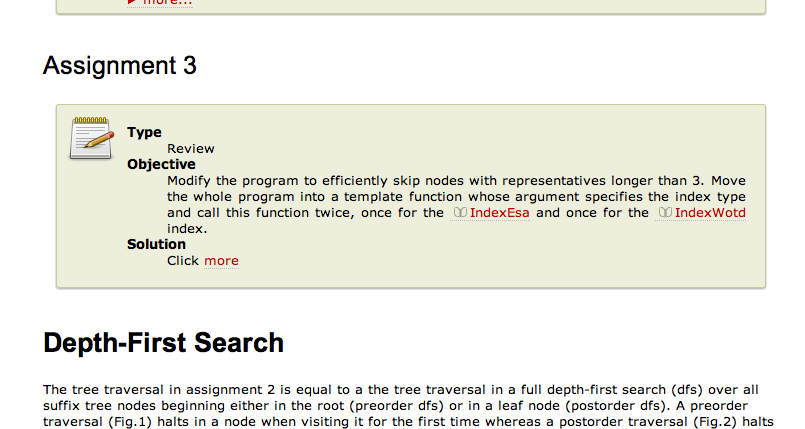 more...
Assignment 3
Type
Review
Objective
Modify the program to efficiently skip nodes with representatives longer than 3. Move
the whole program into a template function whose argument specifies the index type
and call this function twice, once for the IndexEsa and once for the IndexWotd
index.
Solution
Click more
Depth-First Search
The tree traversal in assignment 2 is equal to a the tree traversal in a full depth-first search (dfs) over all
suffix tree nodes beginning either in the root (preorder dfs) or in a leaf node (postorder dfs). A preorder
traversal (Fig.1) halts in a node when visiting it for the first time whereas a postorder traversal (Fig.2) halts